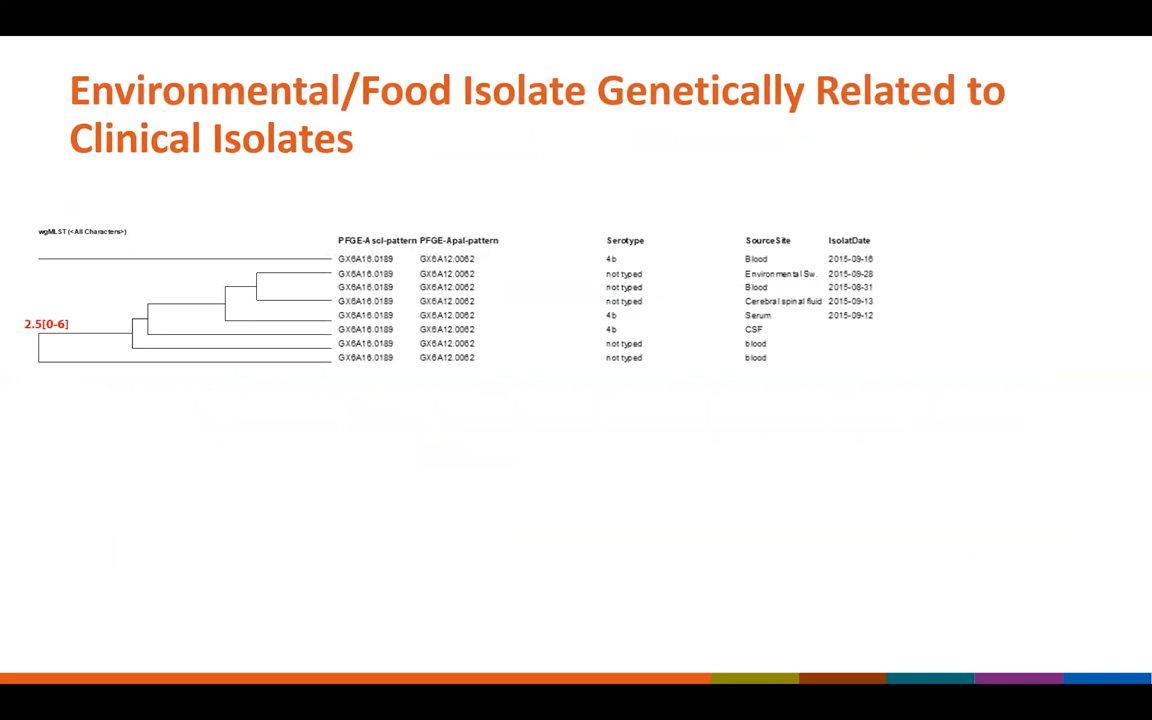 Environmental/Food Isolate Genetically Related to
Clinical Isolates
wgMLST (<All Characters>)
PFGE-AscI-pattern PFGE-ApaI-pattern Serotype SourceSite IsolatDate
GX6A16.0189 GX6A12.0062 4b Blood 2015-09-16
GX6A16.0189 GX6A12.0062 not typed Environmental Sw. 2015-09-28
GX6A16.0189 GX6A12.0062 not typed Blood 2015-08-31
GX6A16.0189 GX6A12.0062 not typed Cerebral spinal fluid 2015-09-13
GX6A16.0189 GX6A12.0062 4b Serum 2015-09-12
2.5[0-6]
GX6A16.0189 GX6A12.0062 4b CSF
GX6A16.0189 GX6A12.0062 not typed blood
GX6A16.0189 GX6A12.0062 not typed blood